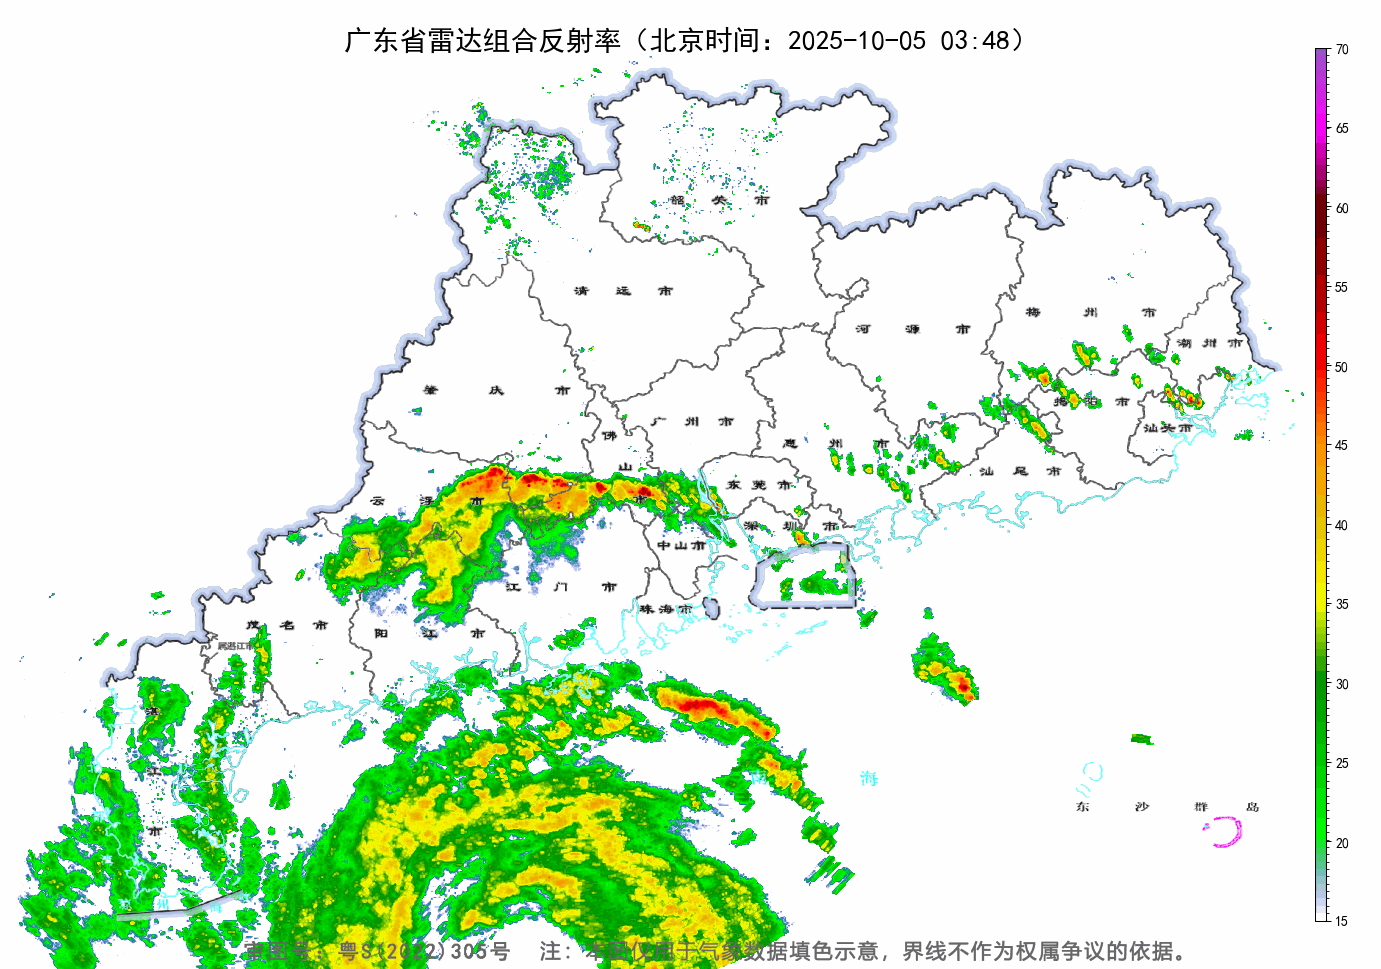 广东省雷达组合反射率（北京时间：2025-10-05 03:48）
70
65
60
55
50
45
40
35
30
25
20
15
韶关市
清远市
河源市
梅州市
潮州市
肇庆市
广州市
佛山市
揭阳市
汕头市
惠州市
汕尾市
东莞市
云浮市
深圳市
中山市
江门市
珠海市
茂名市
阳江市
属湛江市
湛江市
南海
东沙群岛
审图号：粤S(2022)305号 注：本图仅用于气象数据填色示意，界线不作为权属争议的依据。